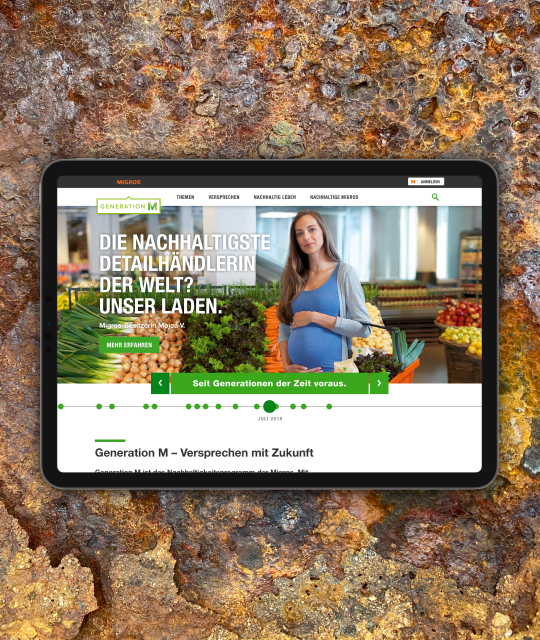 MIGROS
M ANMELDEN
GENERATION M
THEMEN VERSPRECHEN NACHHALTIG LEBEN NACHHALTIGE MIGROS
DIE NACHHALTIGSTE
DETAILHÄNDLERIN
DER WELT?
UNSER LADEN.
Migros-Besitzerin Mojca V.
MEHR ERFAHREN
Seit Generationen der Zeit voraus.
JULI 2018
Generation M – Versprechen mit Zukunft
Generation M ist das Nachhaltigkeitsprogramm der Migros. Mit